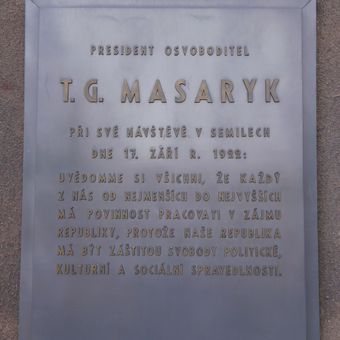 PRESIDENT OSVOBODITEL
T. G. MASARYK
PŘI SVÉ NÁVŠTĚVĚ V SEMILECH
DNE 17. ZÁŘÍ R. 1922:
UVĚDOMME SI VŠICHNI, ŽE KAŽDÝ
Z NÁS OD NEJMENŠÍCH DO NEJVYŠŠÍCH
MÁ POVINNOST PRACOVATI V ZÁJMU
REPUBLIKY, PROTOŽE NAŠE REPUBLIKA
MÁ BÝT ZÁŠTITOU SVOBODY POLITICKÉ,
KULTURNÍ A SOCIÁLNÍ SPRAVEDLNOSTI.